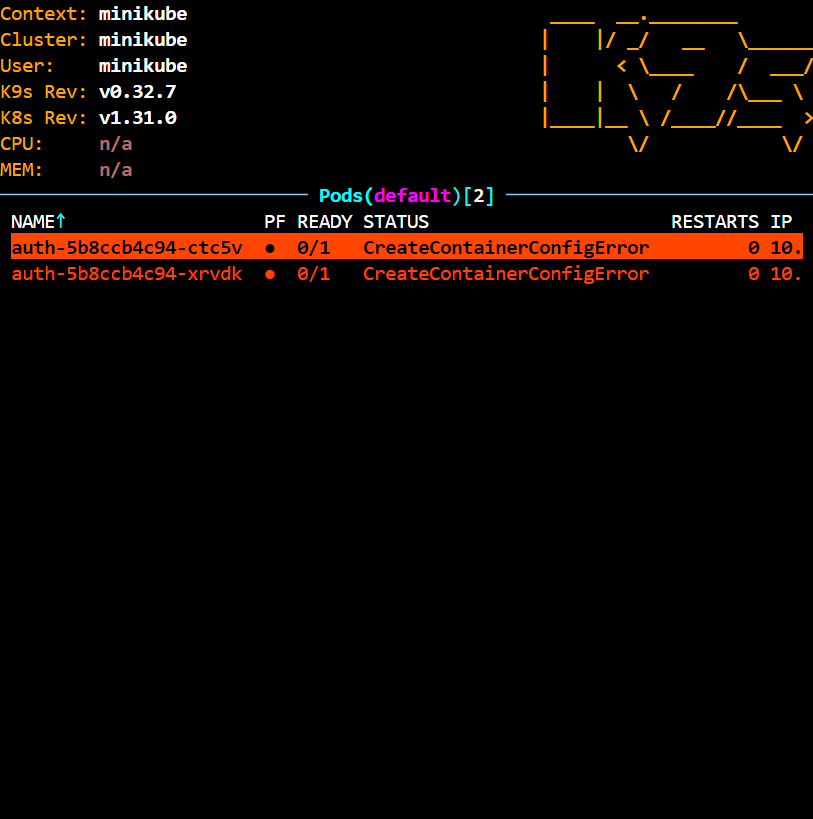 Context: minikube
Cluster: minikube
User: minikube
K9s Rev: v0.32.7
K8s Rev: v1.31.0
CPU: n/a
MEM: n/a
Pods(default)[2]
NAME↑ PF READY STATUS RESTARTS IP
auth-5b8ccb4c94-ctc5v ● 0/1 CreateContainerConfigError 0 10.
auth-5b8ccb4c94-xrvdk ● 0/1 CreateContainerConfigError 0 10.